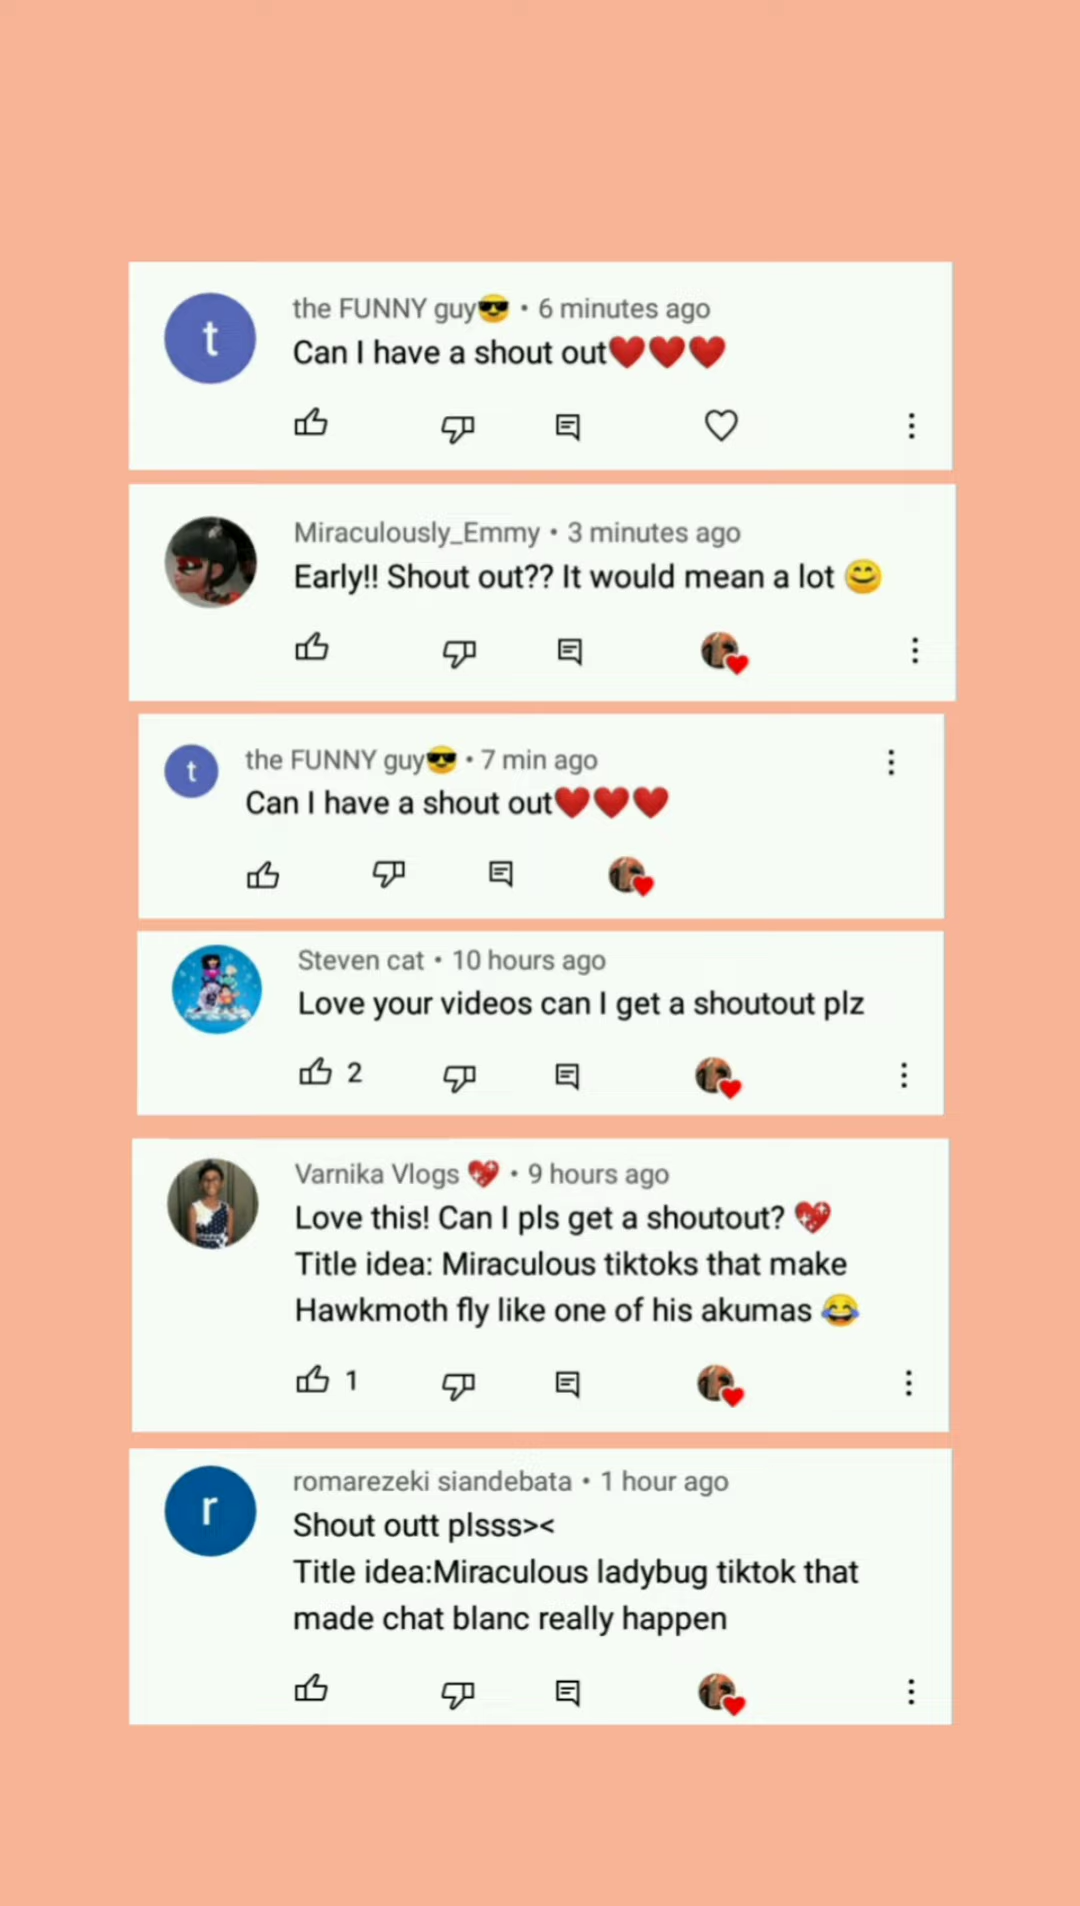 t
the FUNNY guy😎 • 6 minutes ago
Can I have a shout out❤️❤️❤️
Miraculously_Emmy • 3 minutes ago
Early!! Shout out?? It would mean a lot 😊
t
the FUNNY guy😎 • 7 min ago
Can I have a shout out❤️❤️❤️
Steven cat • 10 hours ago
Love your videos can I get a shoutout plz
2
Varnika Vlogs 💖 • 9 hours ago
Love this! Can I pls get a shoutout? 💖
Title idea: Miraculous tiktoks that make
Hawkmoth fly like one of his akumas 😂
1
r
romarezeki siandebata • 1 hour ago
Shout outt plsss><
Title idea:Miraculous ladybug tiktok that
made chat blanc really happen